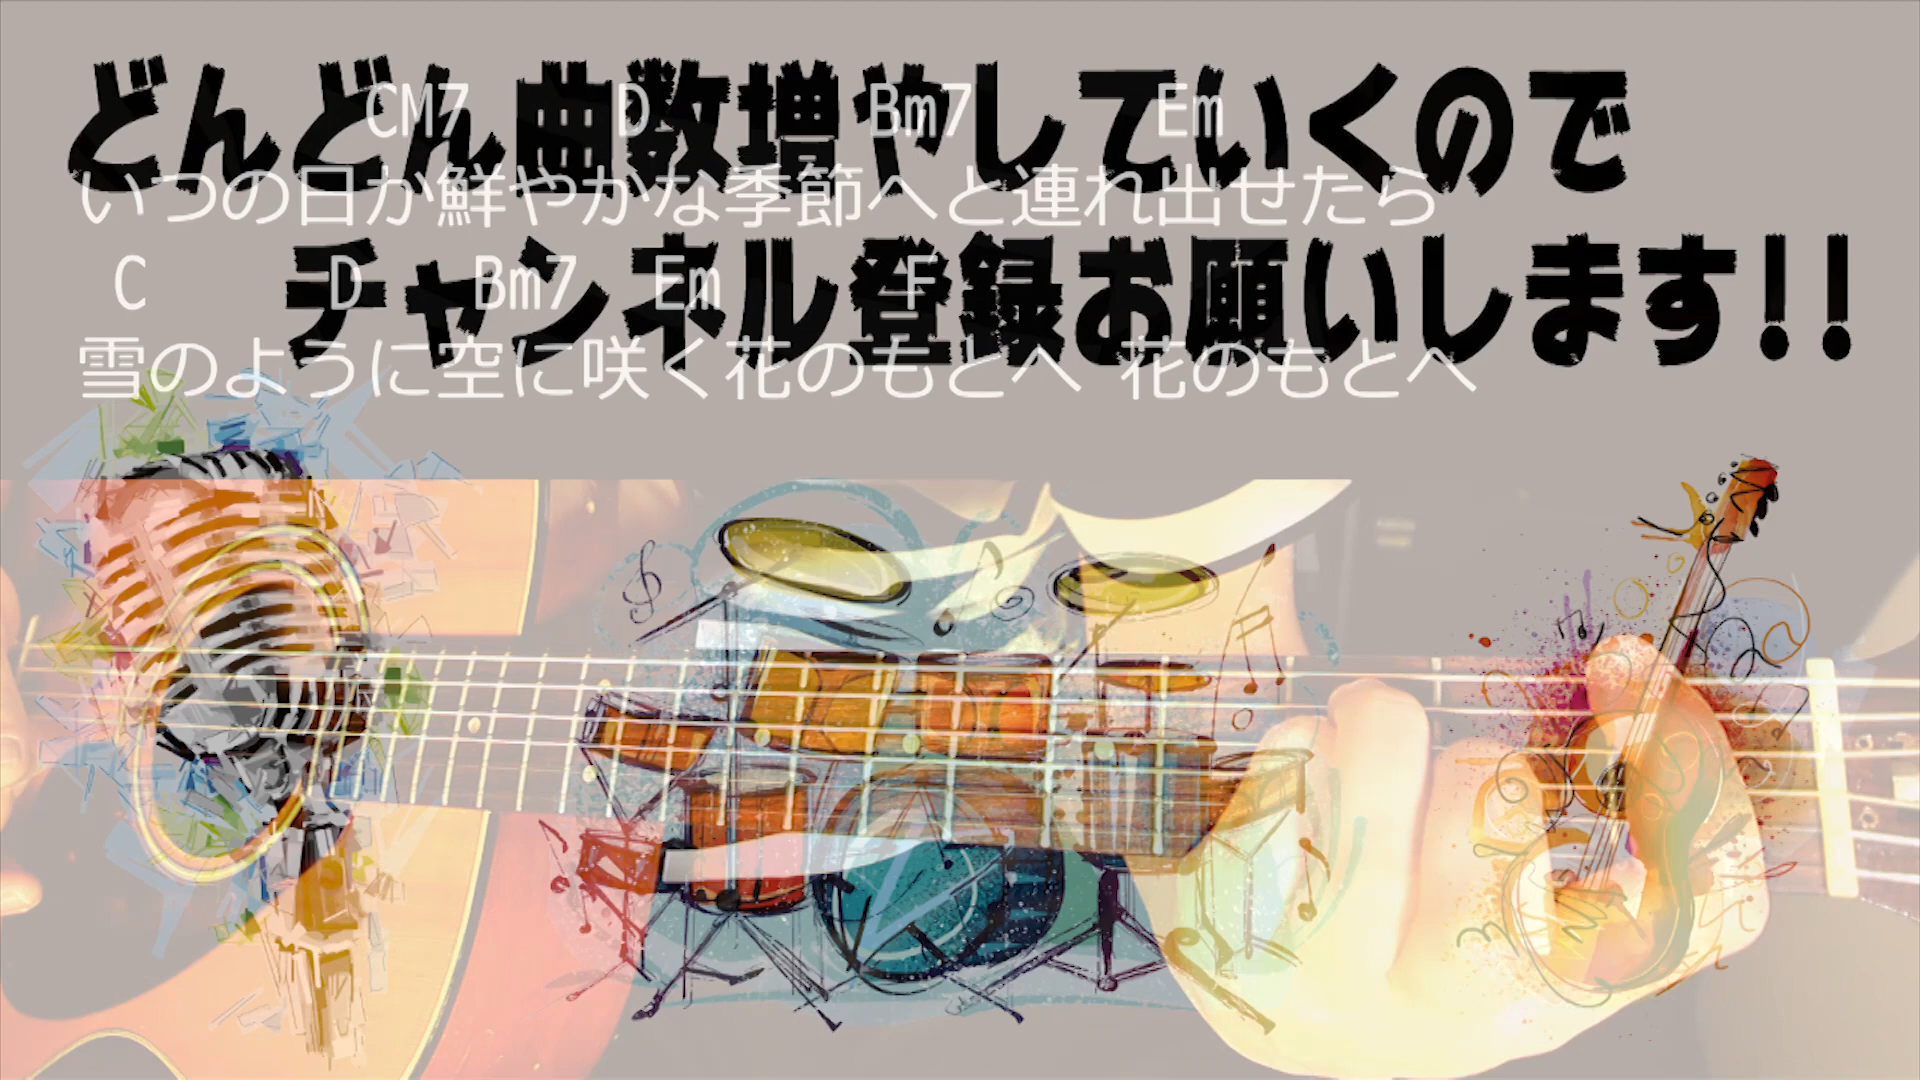 どんどん曲数増やしていくので
CM7 D Bm7 Em
いつの日か鮮やかな季節へと連れ出せたら
チャンネル登録お願いします!!
C D Bm7 Em F
雪のように空に咲く花のもとへ 花のもとへ